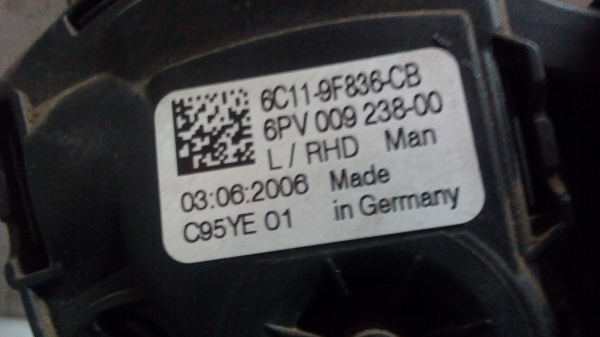 6C11-9F836-CB
6PV 009 238-00
L / RHD Man
03:06:2006 Made
C95YE 01 in Germany